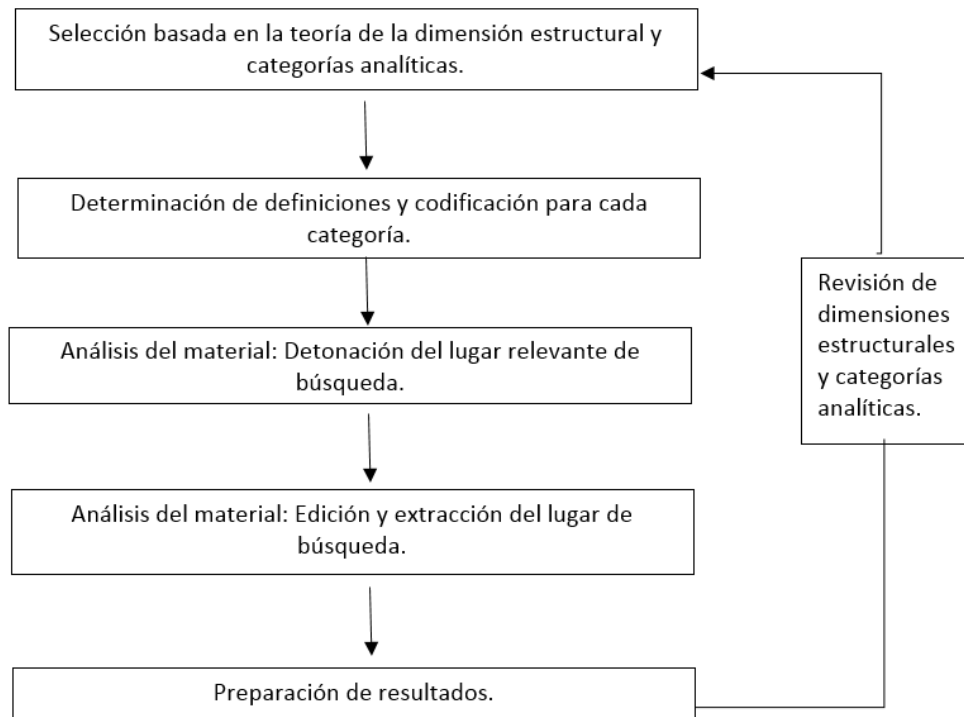 Selección basada en la teoría de la dimensión estructural y
categorías analíticas.
Determinación de definiciones y codificación para cada
categoría.
Análisis del material: Detonación del lugar relevante de
búsqueda.
Análisis del material: Edición y extracción del lugar de
búsqueda.
Preparación de resultados.
Revisión de
dimensiones
estructurales
y categorías
analíticas.